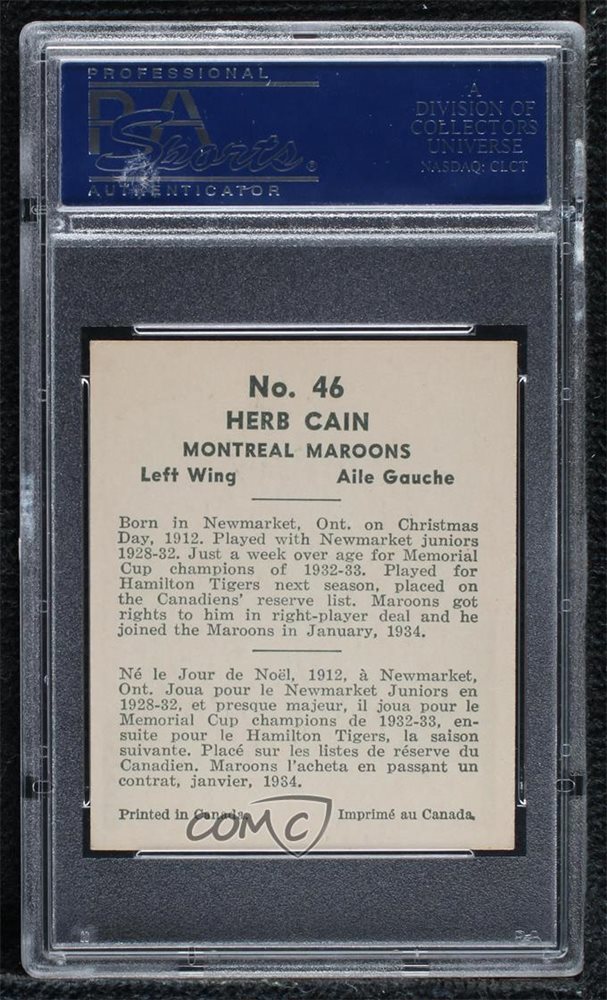 PROFESSIONAL
PSA
Sports®
AUTHENTICATOR
A
DIVISION OF
COLLECTORS
UNIVERSE
NASDAQ: CLCT
No. 46
HERB CAIN
MONTREAL MAROONS
Left Wing Aile Gauche
Born in Newmarket, Ont. on Christmas
Day, 1912. Played with Newmarket juniors
1928-32. Just a week over age for Memorial
Cup champions of 1932-33. Played for
Hamilton Tigers next season, placed on
the Canadiens' reserve list. Maroons got
rights to him in right-player deal and he
joined the Maroons in January, 1934.
Né le Jour de Noël, 1912, à Newmarket,
Ont. Joua pour le Newmarket Juniors en
1928-32, et presque majeur, il joua pour le
Memorial Cup champions de 1932-33, en-
suite pour le Hamilton Tigers, la saison
suivante. Placé sur les listes de réserve du
Canadien. Maroons l'acheta en passant un
contrat, janvier, 1934.
Printed in Canada. Imprimé au Canada.
COMC
PSA